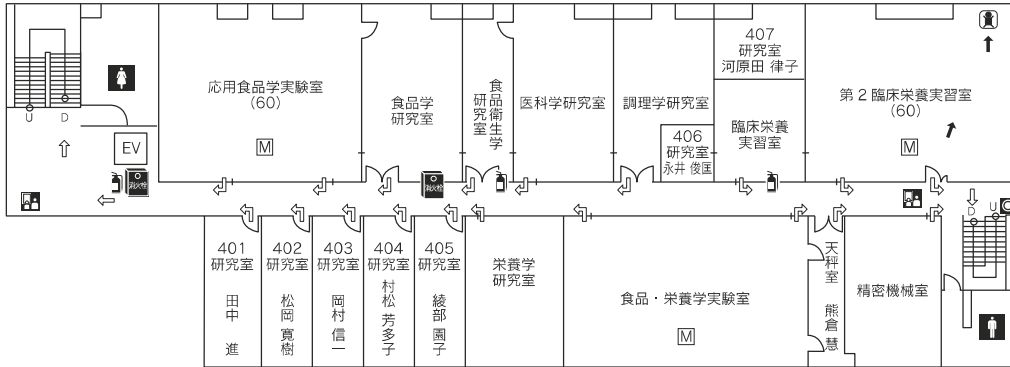 応用食品学実験室
(60)
M
食品学
研究室
食品衛生学
研究室
医科学研究室
調理学研究室
406
研究室
永井 俊匡
407
研究室
河原田 律子
臨床栄養
実習室
第2臨床栄養実習室
(60)
M
U
D
EV
消火栓
消火栓
D
U
401
研究室
田中 進
402
研究室
松岡 寛樹
403
研究室
岡村 信一
404
研究室
村松 芳多子
405
研究室
綾部 園子
栄養学
研究室
食品・栄養学実験室
M
天秤室 熊倉 慧
精密機械室